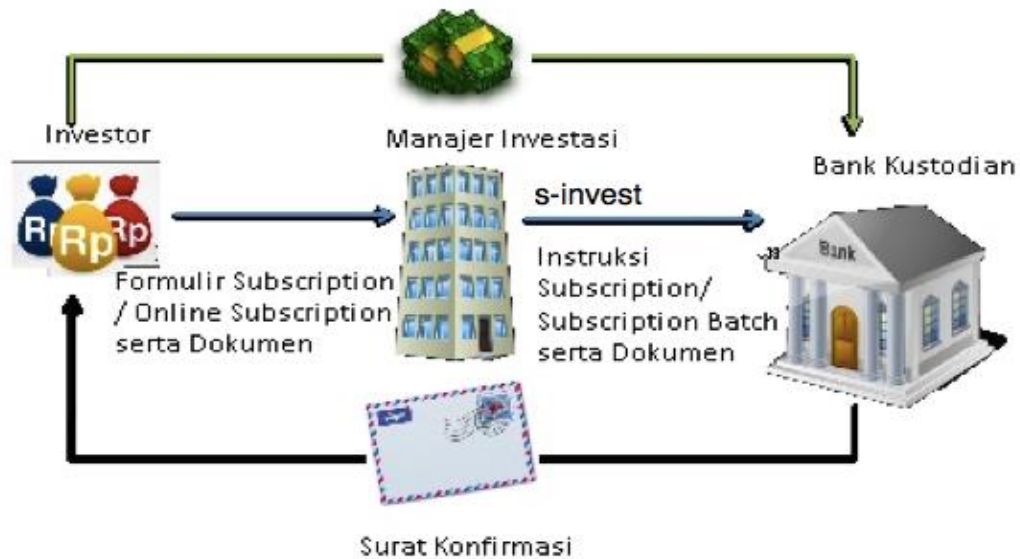 Investor
Manajer Investasi
Bank Kustodian
Rp
Rp
Rp
s-invest
Bank
Formulir Subscription
/ Online Subscription
serta Dokumen
Instruksi
Subscription/
Subscription Batch
serta Dokumen
Surat Konfirmasi